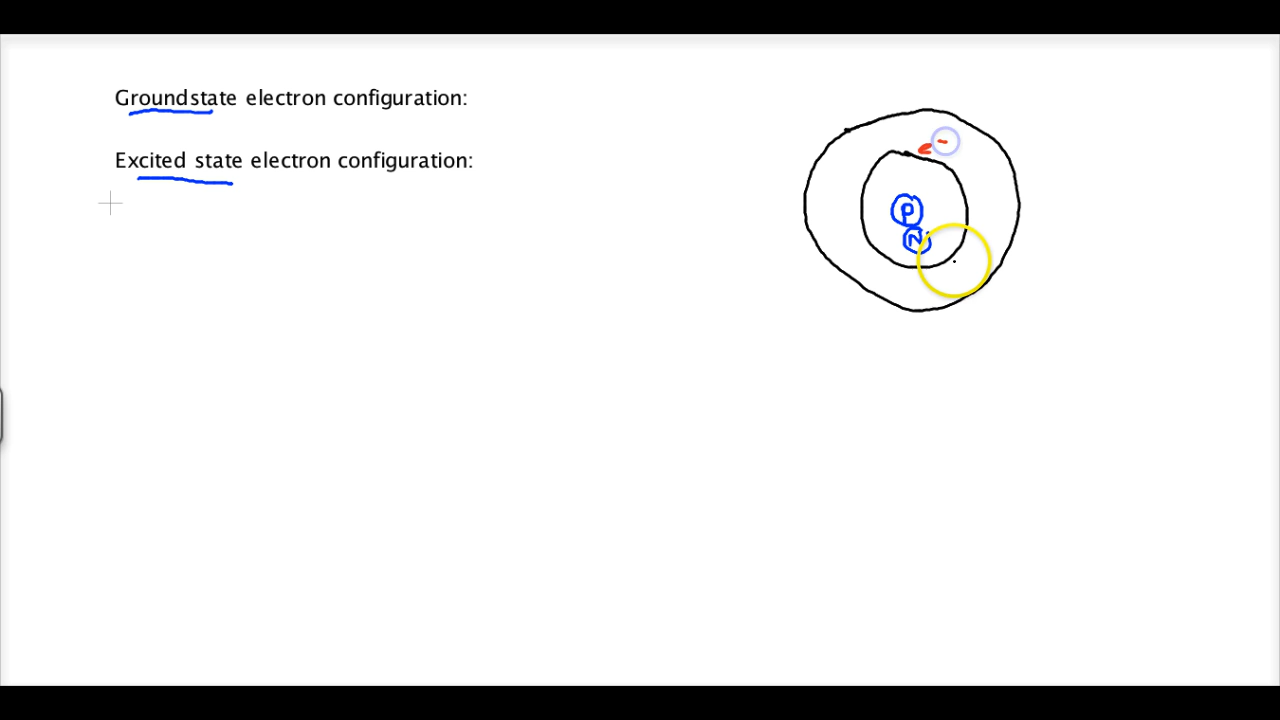 Groundstate electron configuration:
Excited state electron configuration:
e -
P
N